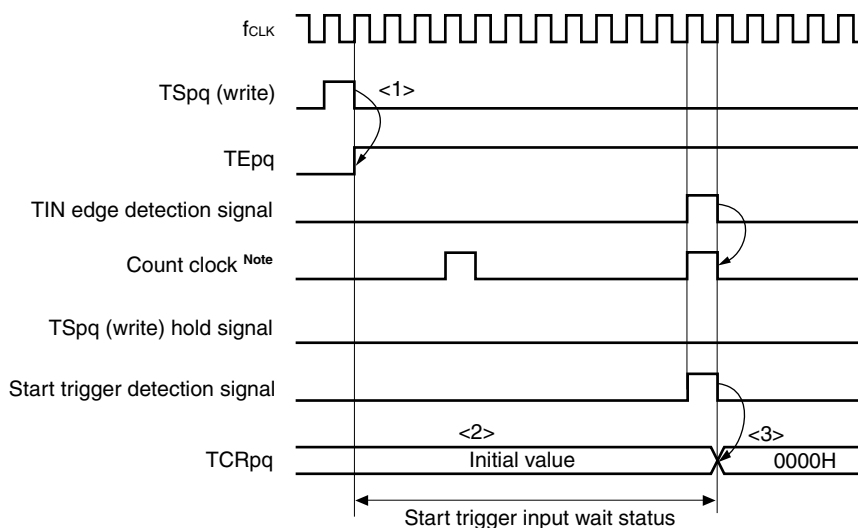 fCLK
TSpq (write)
<1>
TEpq
TIN edge detection signal
Count clock Note
TSpq (write) hold signal
Start trigger detection signal
<2>
<3>
TCRpq
Initial value
0000H
Start trigger input wait status